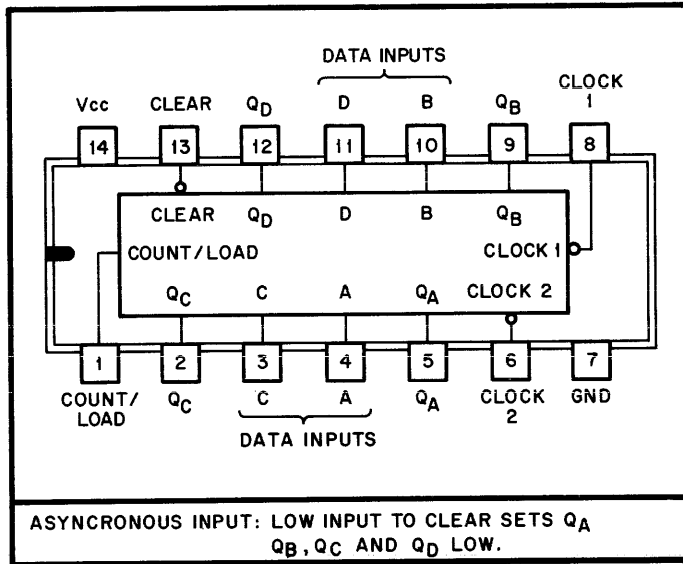 DATA INPUTS
Vcc CLEAR QD D B QB CLOCK 1
14 13 12 11 10 9 8
CLEAR QD D B QB
COUNT/LOAD CLOCK 1
QC C A QA CLOCK 2
1 2 3 4 5 6 7
COUNT/LOAD QC C A QA CLOCK 2 GND
DATA INPUTS
ASYNCRONOUS INPUT: LOW INPUT TO CLEAR SETS QA
QB, QC AND QD LOW.